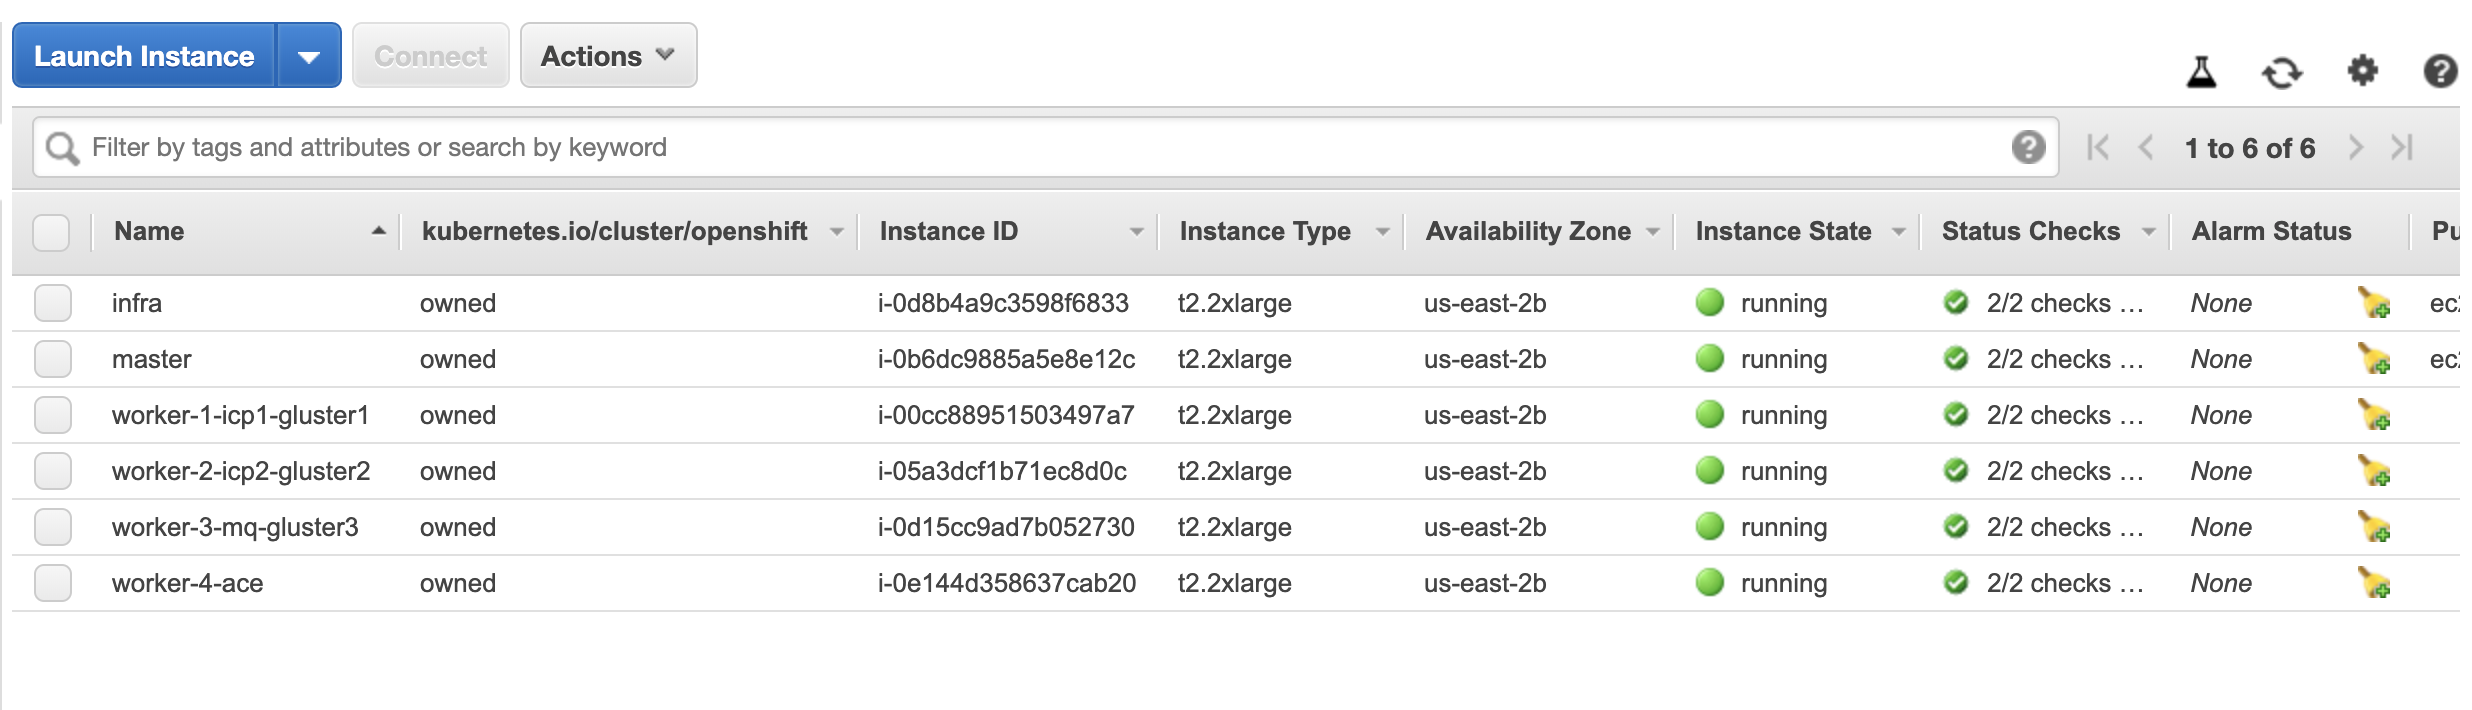 Launch Instance Connect Actions
Filter by tags and attributes or search by keyword 1 to 6 of 6
Name kubernetes.io/cluster/openshift Instance ID Instance Type Availability Zone Instance State Status Checks Alarm Status Pu
infra owned i-0d8b4a9c3598f6833 t2.2xlarge us-east-2b running 2/2 checks … None ec2
master owned i-0b6dc9885a5e8e12c t2.2xlarge us-east-2b running 2/2 checks … None ec2
worker-1-icp1-gluster1 owned i-00cc88951503497a7 t2.2xlarge us-east-2b running 2/2 checks … None
worker-2-icp2-gluster2 owned i-05a3dcf1b71ec8d0c t2.2xlarge us-east-2b running 2/2 checks … None
worker-3-mq-gluster3 owned i-0d15cc9ad7b052730 t2.2xlarge us-east-2b running 2/2 checks … None
worker-4-ace owned i-0e144d358637cab20 t2.2xlarge us-east-2b running 2/2 checks … None